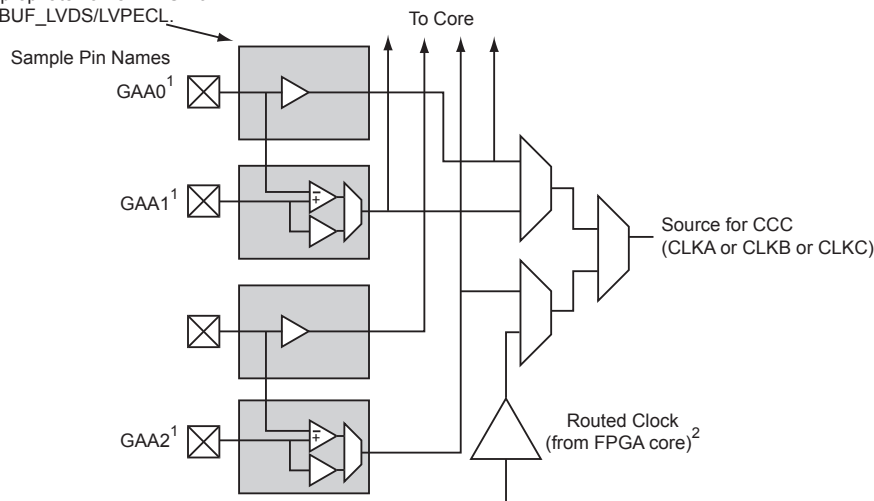 BUF_LVDS/LVPECL.
To Core
Sample Pin Names
GAA0¹
GAA1¹
Source for CCC
(CLKA or CLKB or CLKC)
GAA2¹
Routed Clock
(from FPGA core)²
− +
− +